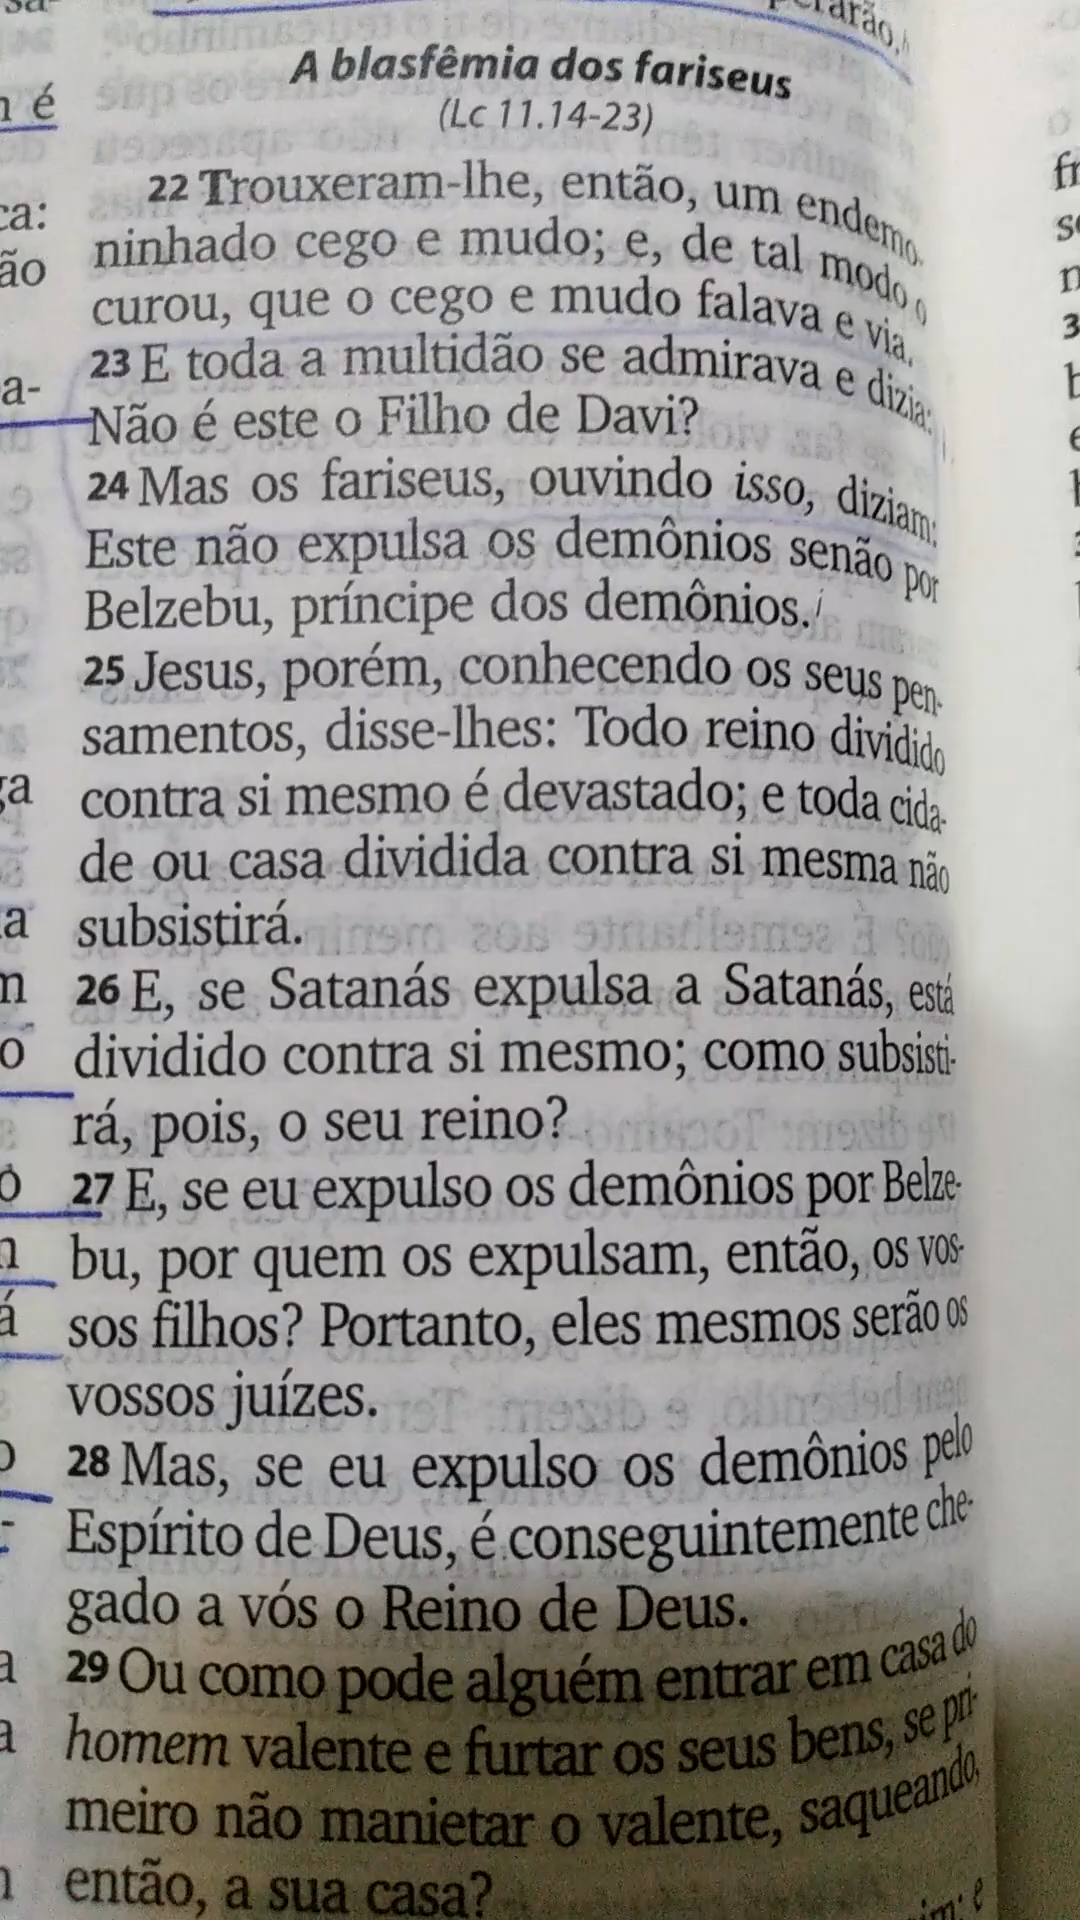 A blasfêmia dos fariseus
(Lc 11.14-23)
22 Trouxeram-lhe, então, um endemo-
ninhado cego e mudo; e, de tal modo o
curou, que o cego e mudo falava e via.
23 E toda a multidão se admirava e dizia:
Não é este o Filho de Davi?
24 Mas os fariseus, ouvindo isso, diziam:
Este não expulsa os demônios senão por
Belzebu, príncipe dos demônios.
25 Jesus, porém, conhecendo os seus pen-
samentos, disse-lhes: Todo reino dividido
contra si mesmo é devastado; e toda cida-
de ou casa dividida contra si mesma não
subsistirá.
26 E, se Satanás expulsa a Satanás, está
dividido contra si mesmo; como subsisti-
rá, pois, o seu reino?
27 E, se eu expulso os demônios por Belze-
bu, por quem os expulsam, então, os vos-
sos filhos? Portanto, eles mesmos serão os
vossos juízes.
28 Mas, se eu expulso os demônios pelo
Espírito de Deus, é conseguintemente che-
gado a vós o Reino de Deus.
29 Ou como pode alguém entrar em casa do
homem valente e furtar os seus bens, se pri-
meiro não manietar o valente, saqueando,
então, a sua casa?